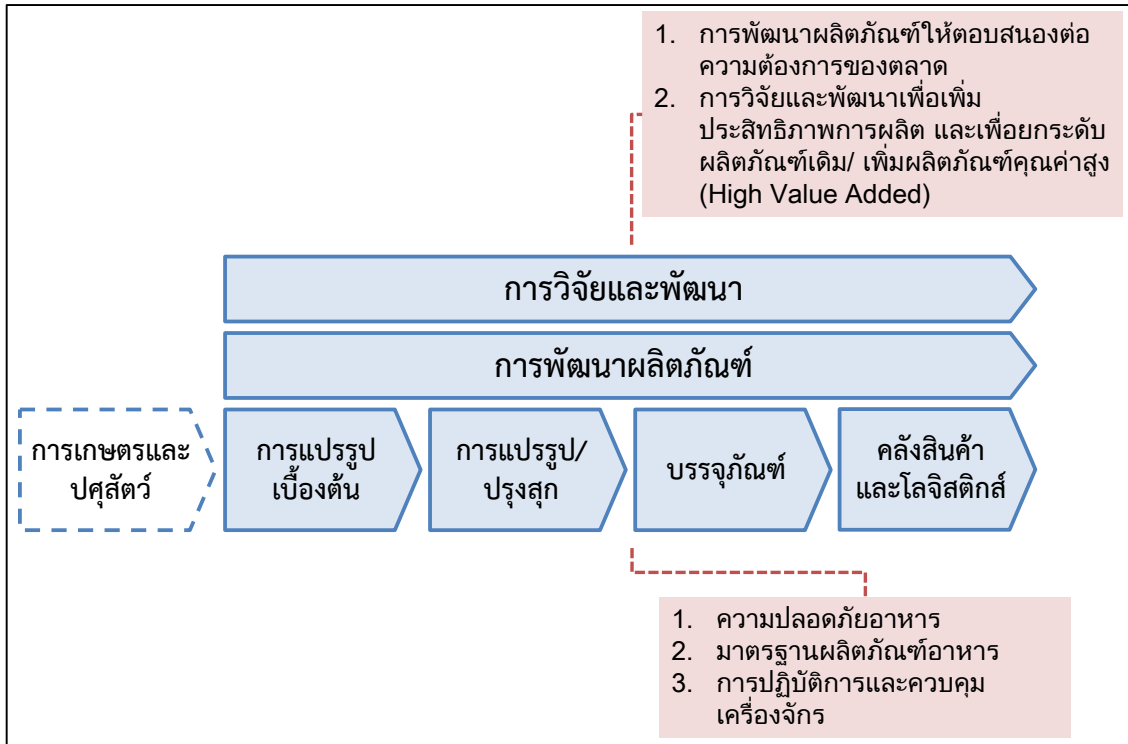 1. การพัฒนาผลิตภัณฑ์ให้ตอบสนองต่อ
ความต้องการของตลาด
2. การวิจัยและพัฒนาเพื่อเพิ่ม
ประสิทธิภาพการผลิต และเพื่อยกระดับ
ผลิตภัณฑ์เดิม/ เพิ่มผลิตภัณฑ์คุณค่าสูง
(High Value Added)
การวิจัยและพัฒนา
การพัฒนาผลิตภัณฑ์
การเกษตรและ
ปศุสัตว์
การแปรรูป
เบื้องต้น
การแปรรูป/
ปรุงสุก
บรรจุภัณฑ์
คลังสินค้า
และโลจิสติกส์
1. ความปลอดภัยอาหาร
2. มาตรฐานผลิตภัณฑ์อาหาร
3. การปฏิบัติการและควบคุม
เครื่องจักร